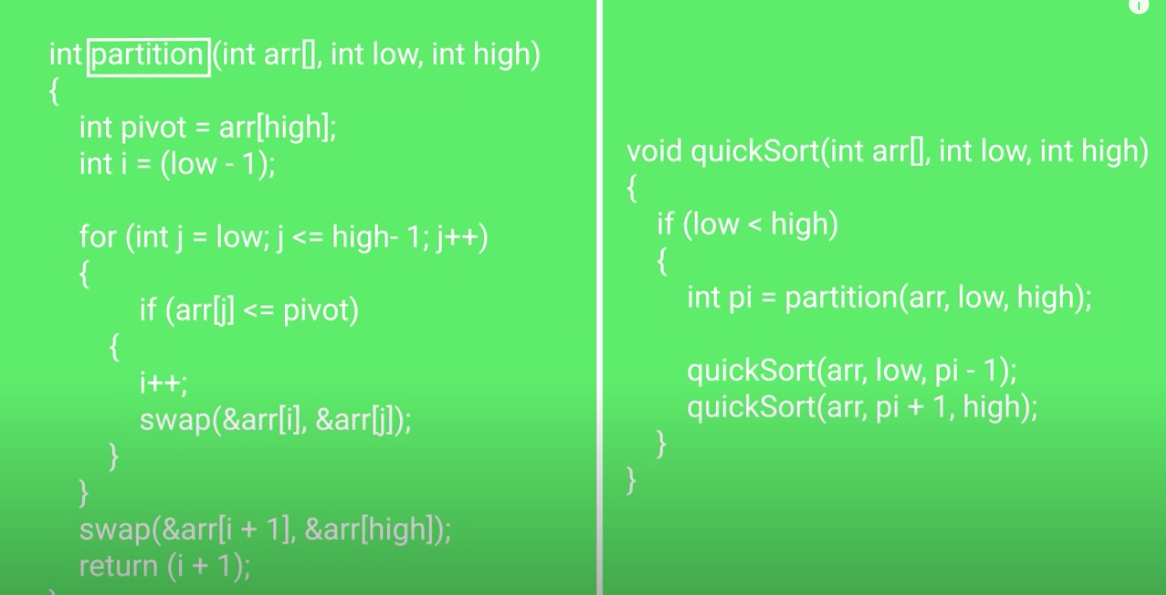 int partition (int arr[], int low, int high)
{
int pivot = arr[high];
int i = (low - 1);
for (int j = low; j <= high- 1; j++)
{
if (arr[j] <= pivot)
{
i++;
swap(&arr[i], &arr[j]);
}
}
swap(&arr[i + 1], &arr[high]);
return (i + 1);
}
void quickSort(int arr[], int low, int high)
{
if (low < high)
{
int pi = partition(arr, low, high);
quickSort(arr, low, pi - 1);
quickSort(arr, pi + 1, high);
}
}
i